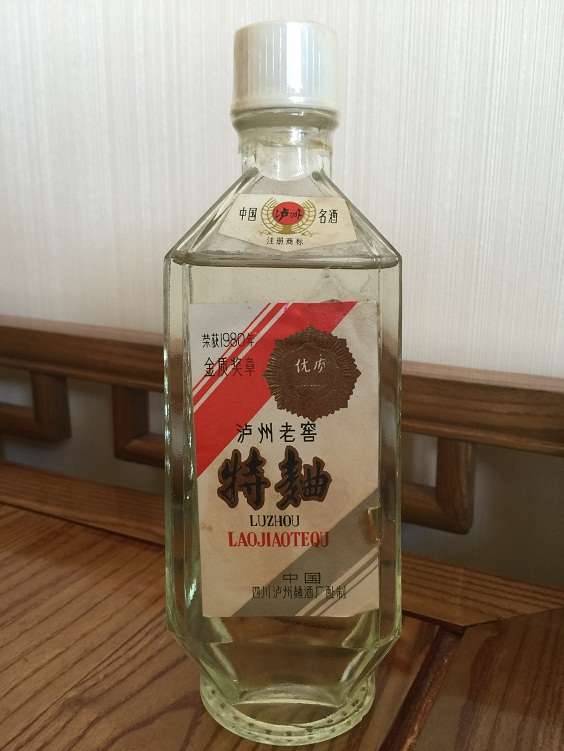 中国 泸州 名酒
注册商标
荣获1980年
金质奖章
优质
泸州老窖
特麯
LUZHOU
LAOJIAOTEQU
中国
四川泸州麯酒厂酿制